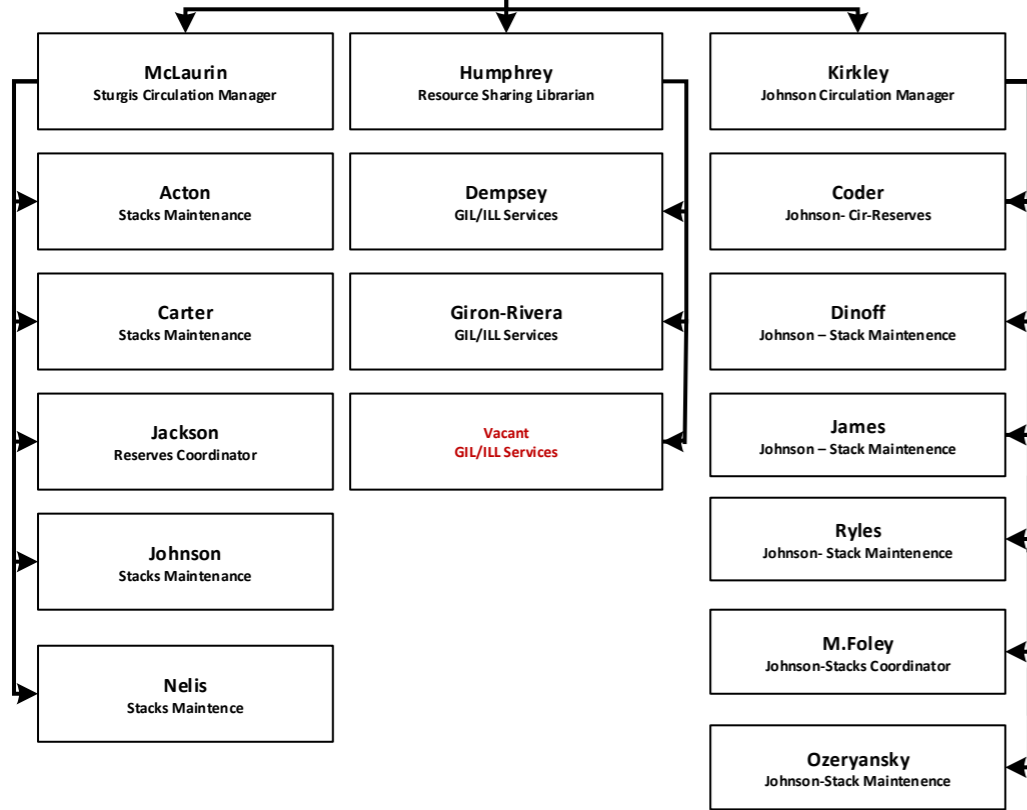 McLaurin
Sturgis Circulation Manager
Acton
Stacks Maintenance
Carter
Stacks Maintenance
Jackson
Reserves Coordinator
Johnson
Stacks Maintenance
Nelis
Stacks Maintence
Humphrey
Resource Sharing Librarian
Dempsey
GIL/ILL Services
Giron-Rivera
GIL/ILL Services
Vacant
GIL/ILL Services
Kirkley
Johnson Circulation Manager
Coder
Johnson- Cir-Reserves
Dinoff
Johnson – Stack Maintenence
James
Johnson – Stack Maintenence
Ryles
Johnson- Stack Maintenence
M.Foley
Johnson-Stacks Coordinator
Ozeryansky
Johnson-Stack Maintenence